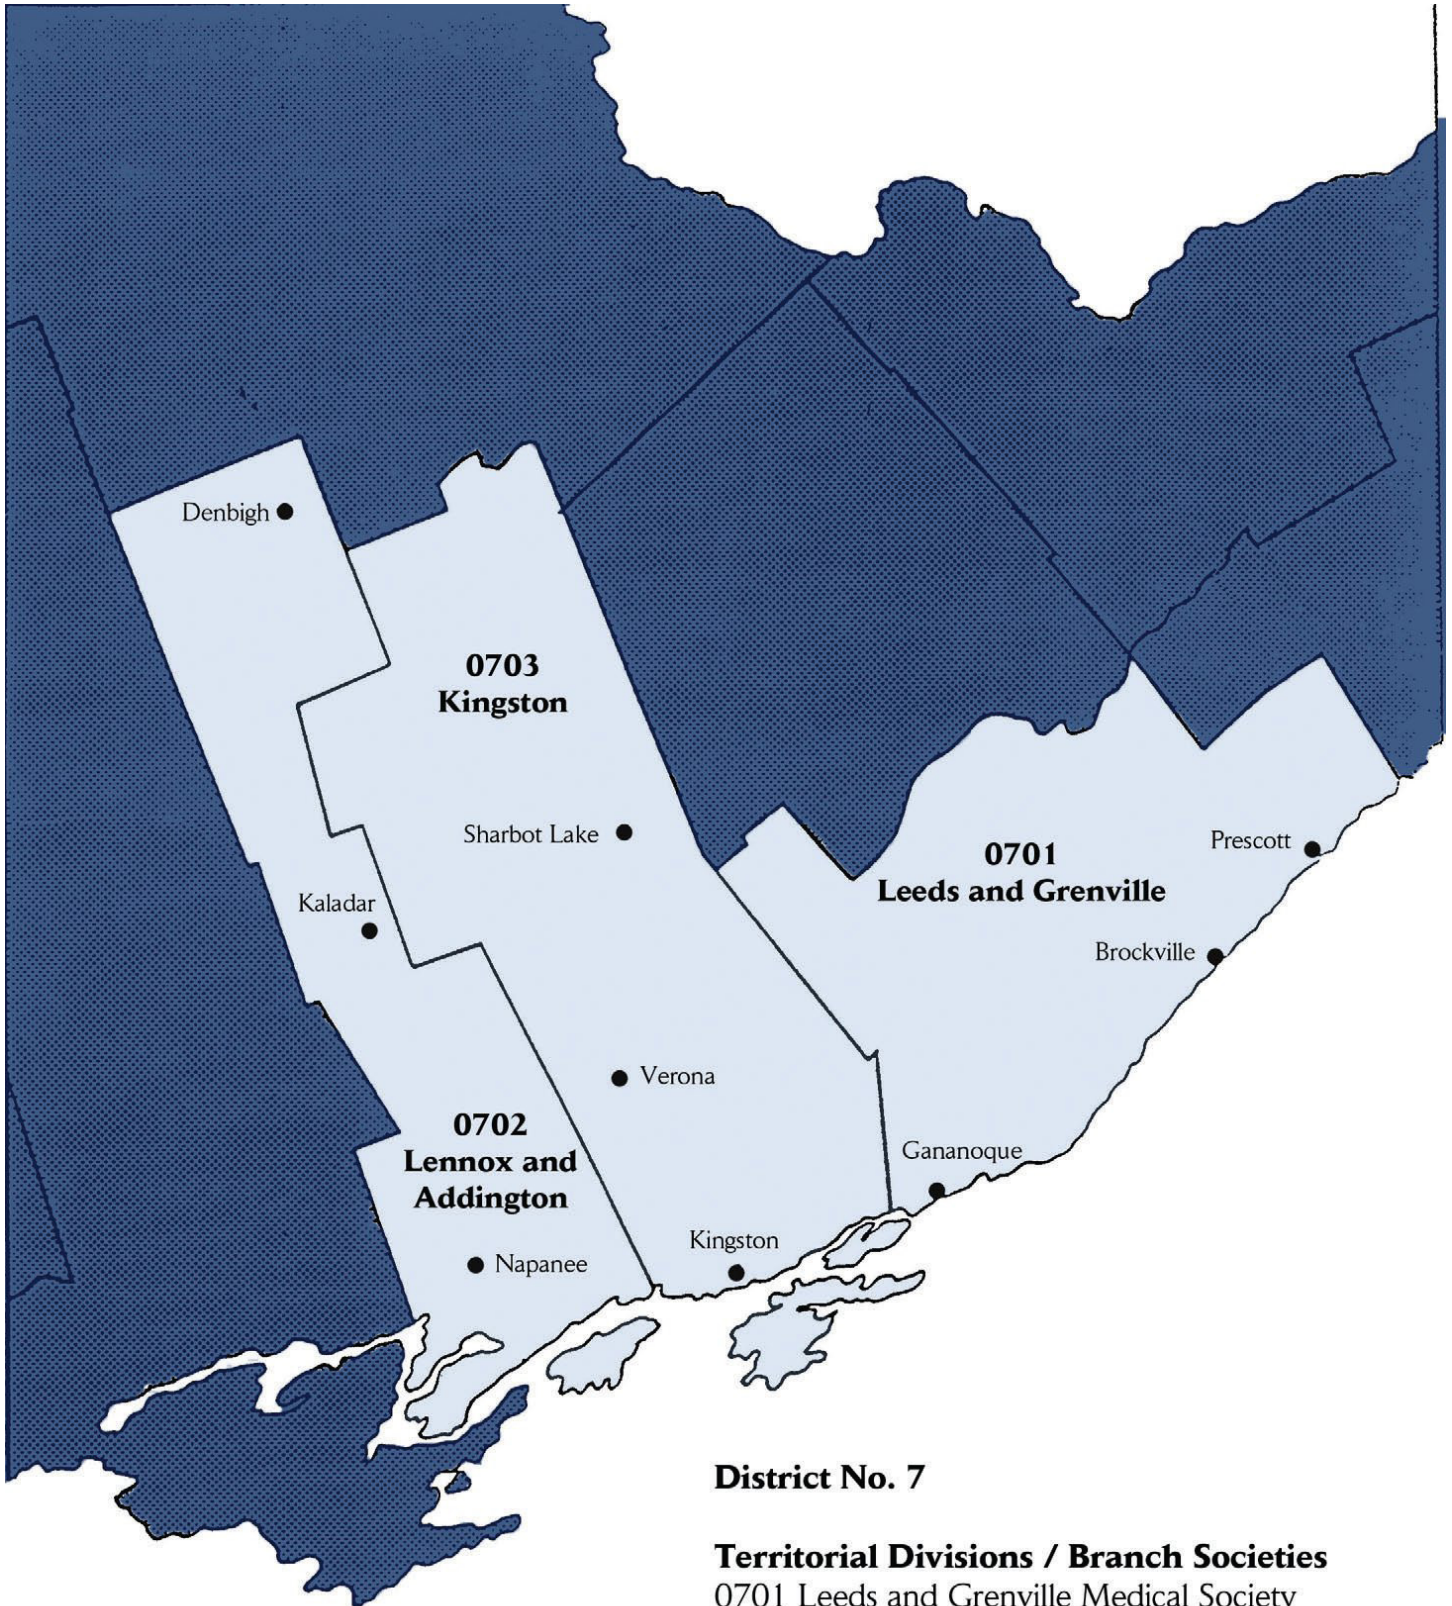 Denbigh
0703
Kingston
Sharbot Lake
Kaladar
0701
Leeds and Grenville
Prescott
Brockville
Verona
0702
Lennox and
Addington
Gananoque
Kingston
Napanee
District No. 7
Territorial Divisions / Branch Societies
0701 Leeds and Grenville Medical Society